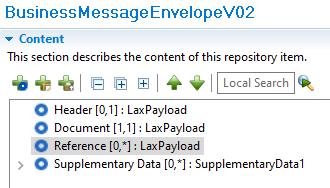 BusinessMessageEnvelopeV02
Content
This section describes the content of this repository item.
Local Search
Header [0,1] : LaxPayload
Document [1,1] : LaxPayload
Reference [0,*] : LaxPayload
Supplementary Data [0,*] : SupplementaryData1